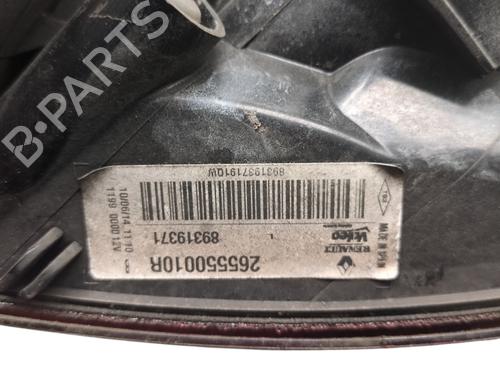 B-PARTS
RENAULT
Valeo
MADE IN SPAIN
265550010R
89319371
10/06/14 11:10
1199 0000 12V
89319371910W